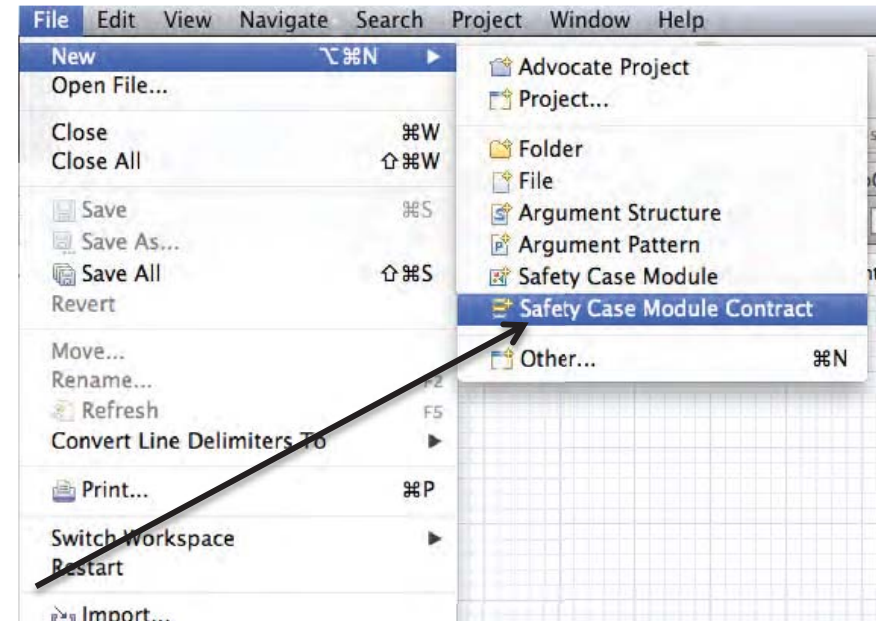 File Edit View Navigate Search Project Window Help
New ⌥⌘N ▶
Open File...
Close ⌘W
Close All ⇧⌘W
Save ⌘S
Save As...
Save All ⇧⌘S
Revert
Move...
Rename... F2
Refresh F5
Convert Line Delimiters To ▶
Print... ⌘P
Switch Workspace ▶
Restart
Import...
Advocate Project
Project...
Folder
File
Argument Structure
Argument Pattern
Safety Case Module
Safety Case Module Contract
Other... ⌘N